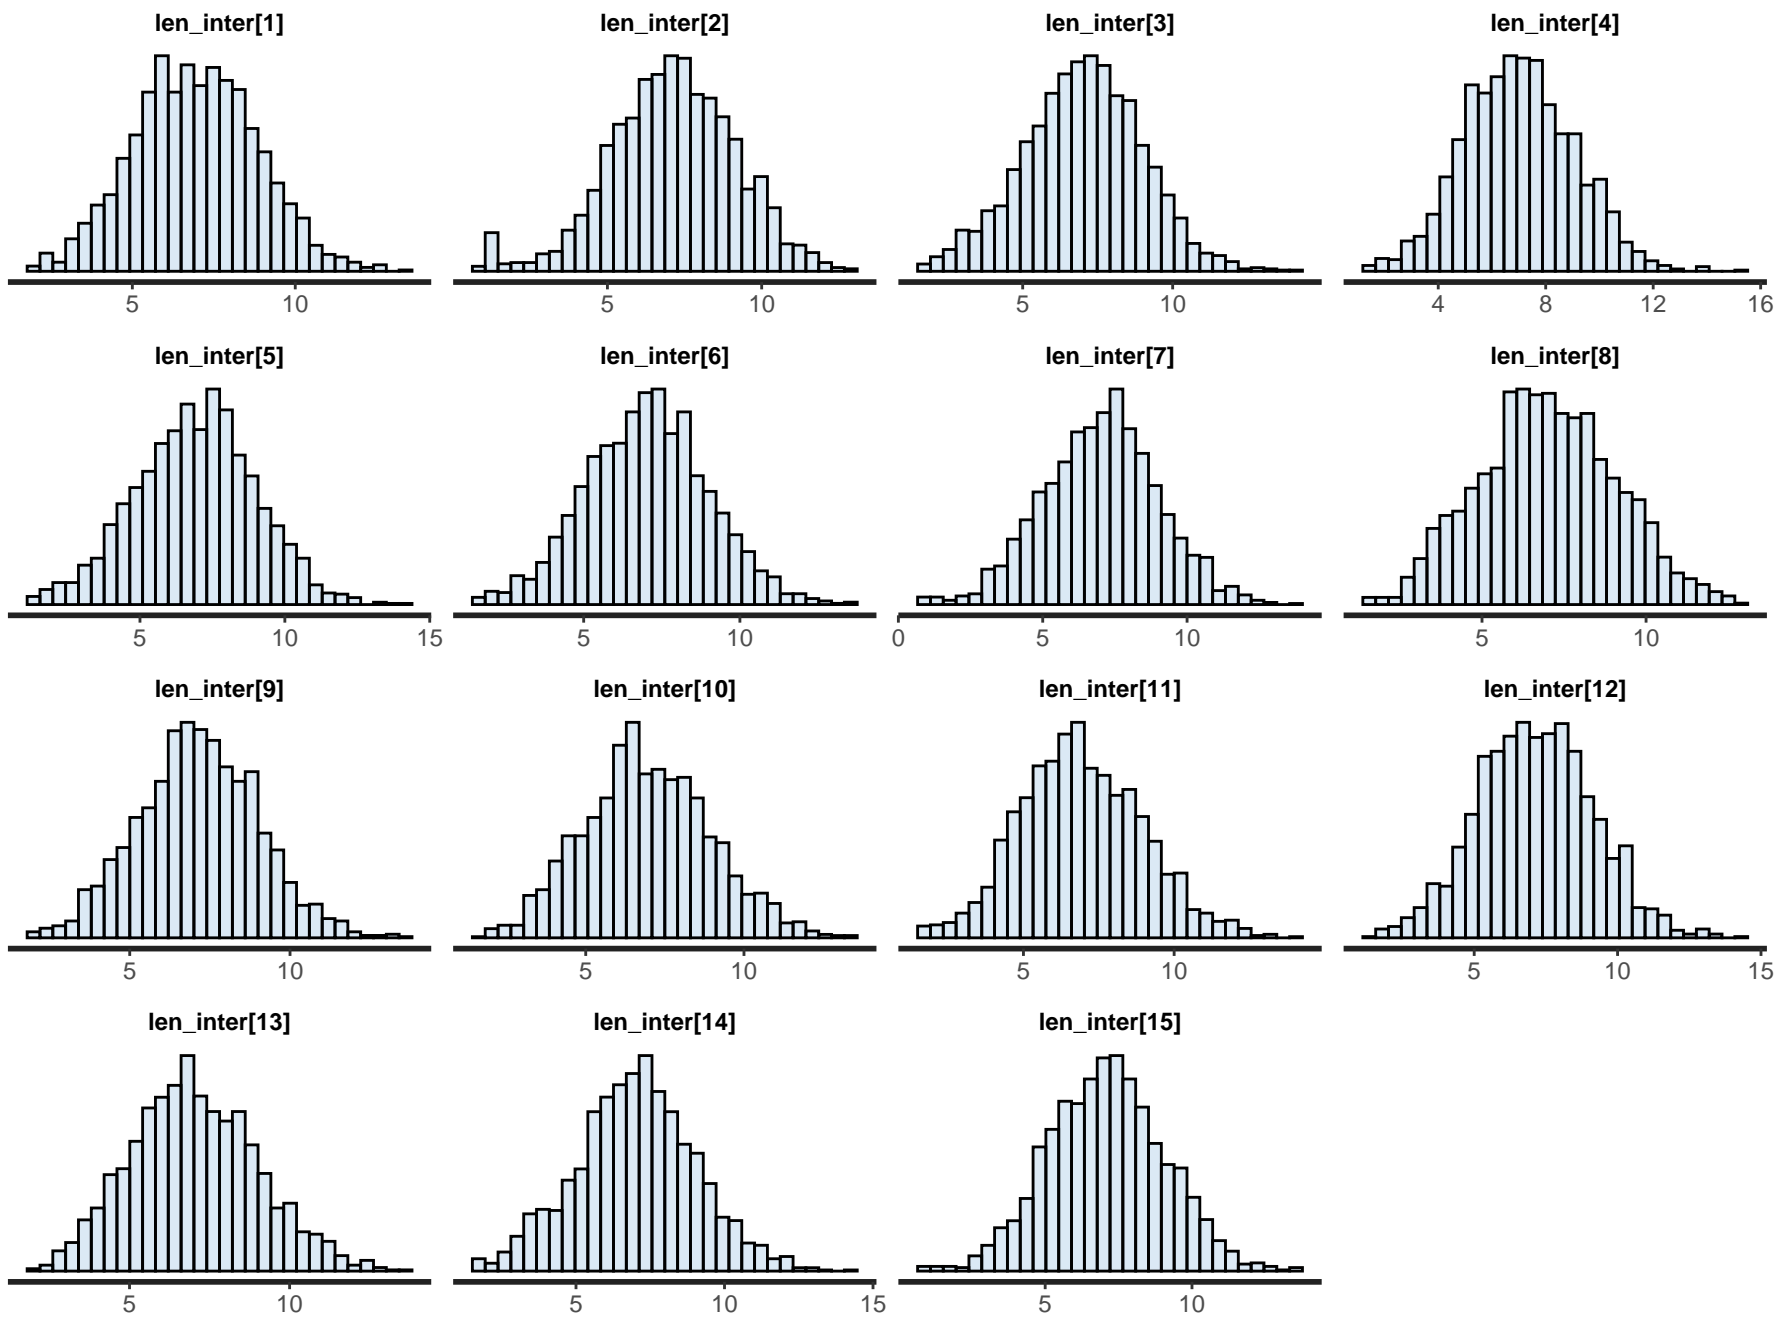 len_inter[1] len_inter[2] len_inter[3] len_inter[4]
5 10 5 10 5 10 4 8 12 16
len_inter[5] len_inter[6] len_inter[7] len_inter[8]
5 10 15 5 10 0 5 10 5 10
len_inter[9] len_inter[10] len_inter[11] len_inter[12]
5 10 5 10 5 10 5 10 15
len_inter[13] len_inter[14] len_inter[15]
5 10 5 10 15 5 10